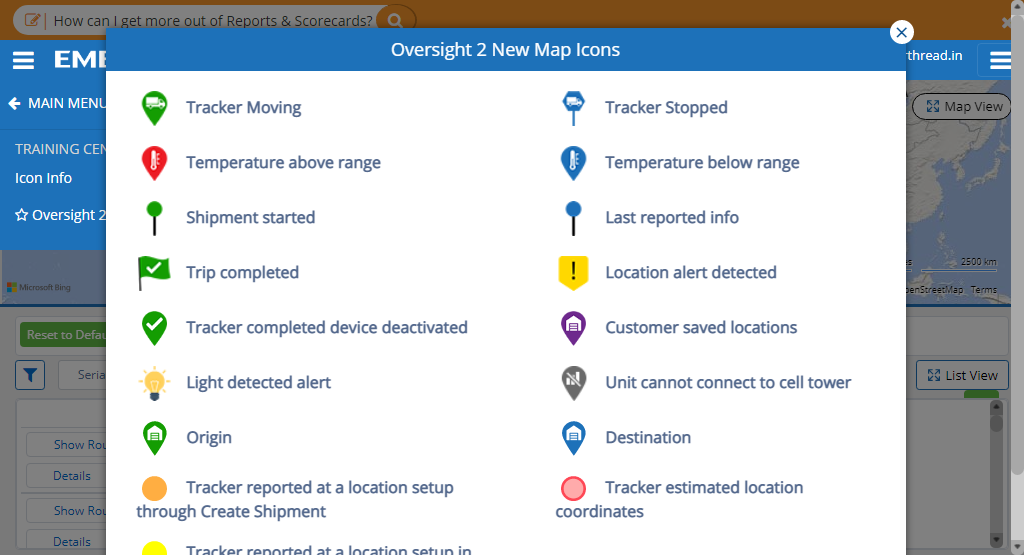 How can I get more out of Reports & Scorecards?
Oversight 2 New Map Icons
EME
rthread.in
MAIN MENU
Map View
TRAINING CEN
Icon Info
Oversight 2
Tracker Moving
Tracker Stopped
Temperature above range
Temperature below range
Shipment started
Last reported info
Trip completed
Location alert detected
2500 km
Microsoft Bing
OpenStreetMap Terms
Tracker completed device deactivated
Customer saved locations
Reset to Defau
Light detected alert
Unit cannot connect to cell tower
Seria
List View
Origin
Destination
Show Rou
Details
Tracker reported at a location setup
through Create Shipment
Tracker estimated location
coordinates
Show Rou
Details
Tracker reported at a location setup in